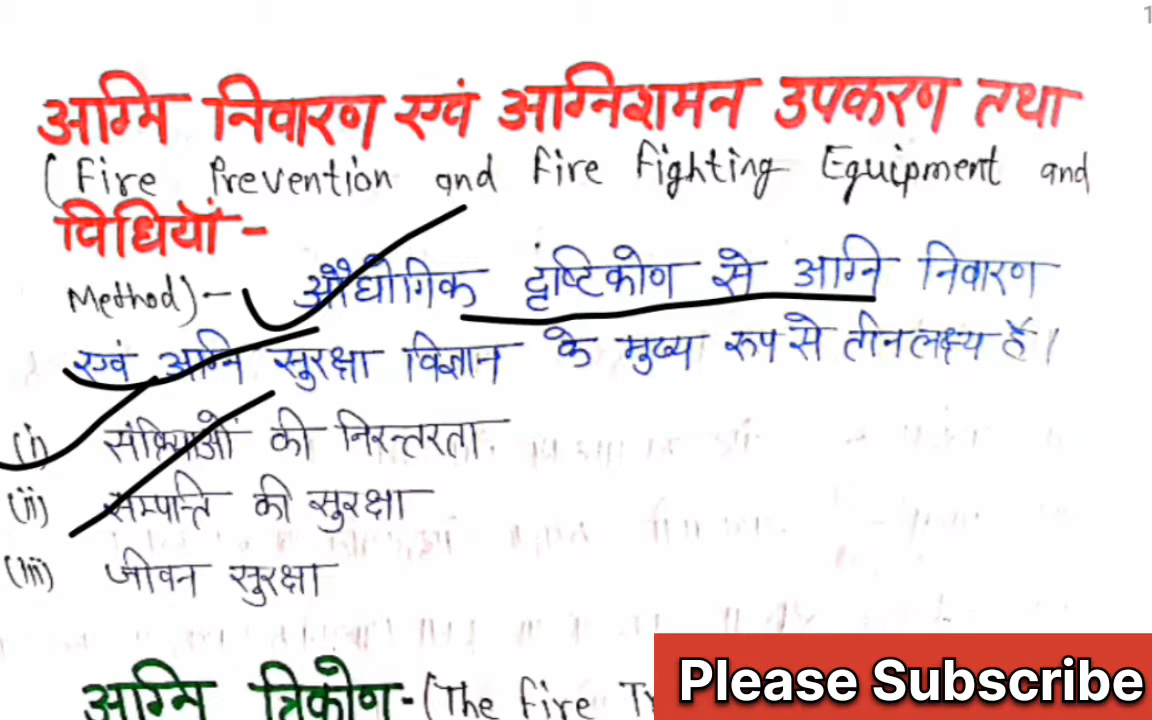 1
अग्नि निवारण एवं अग्निशमन उपकरण तथा
(Fire Prevention and Fire Fighting Equipment and
विधियाँ -
Method) - औद्योगिक दृष्टिकोण से अग्नि निवारण
एवं अग्नि सुरक्षा विज्ञान के मुख्य रूप से तीन लक्ष्य हैं।
(i) संक्रियाओं की निरन्तरता.
(ii) सम्पत्ति की सुरक्षा
(iii) जीवन सुरक्षा
अग्नि त्रिकोण - (The Fire
Please Subscribe